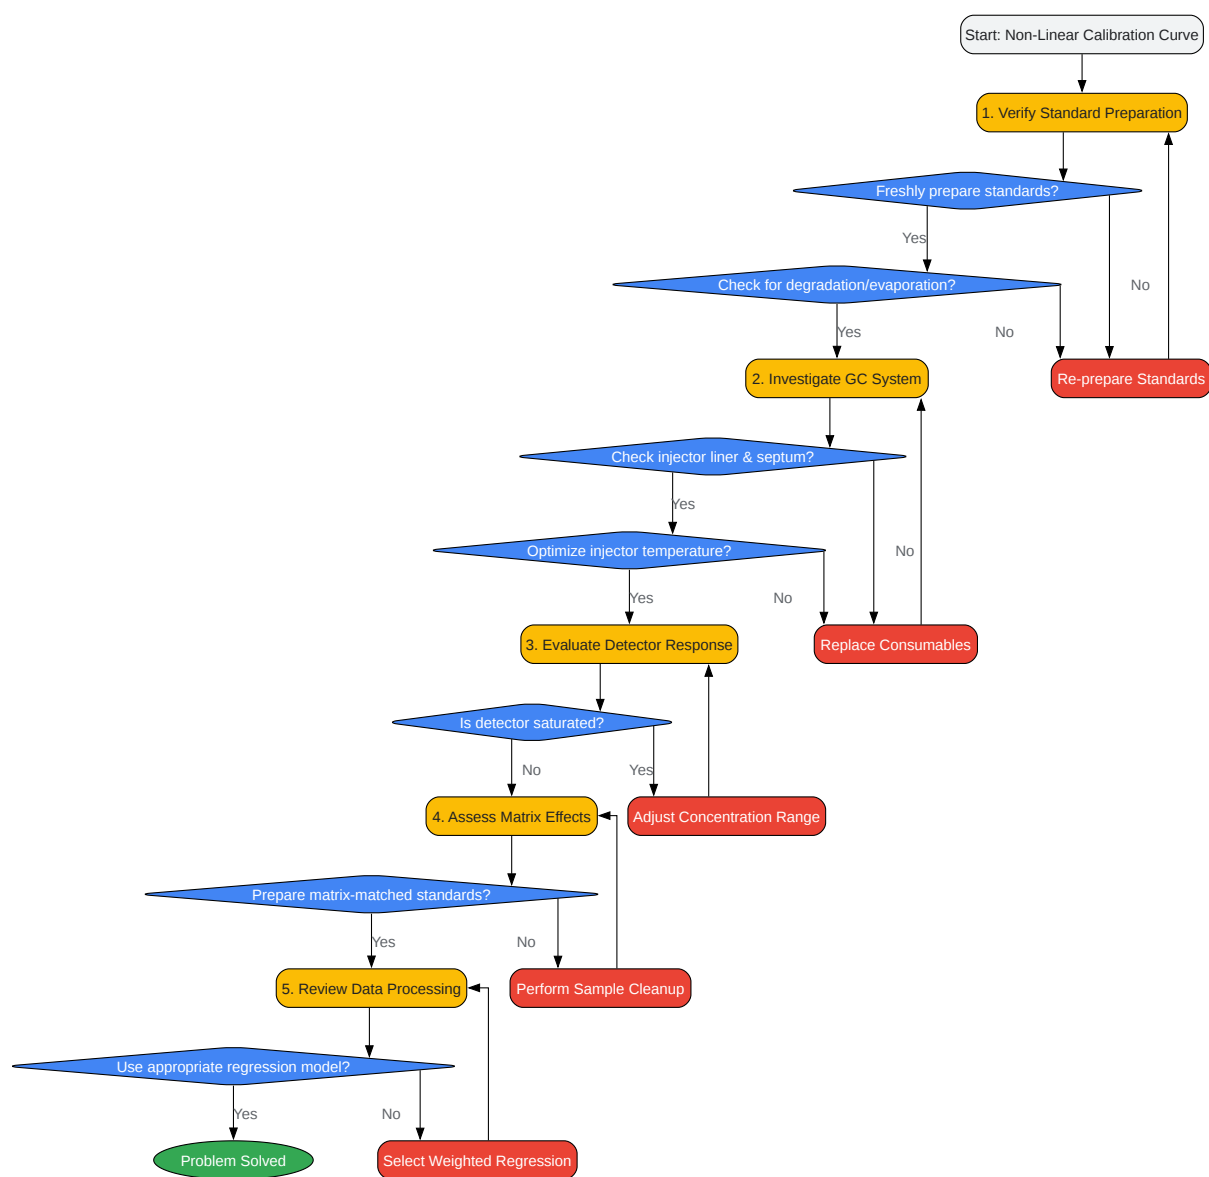 Start: Non-Linear Calibration Curve
1. Verify Standard Preparation
Freshly prepare standards?
Yes
Check for degradation/evaporation?
No
Yes
No
2. Investigate GC System
Re-prepare Standards
Check injector liner & septum?
Yes
Optimize injector temperature?
No
Yes
No
3. Evaluate Detector Response
Replace Consumables
Is detector saturated?
No
Yes
4. Assess Matrix Effects
Adjust Concentration Range
Prepare matrix-matched standards?
Yes
No
5. Review Data Processing
Perform Sample Cleanup
Use appropriate regression model?
Yes
No
Problem Solved
Select Weighted Regression